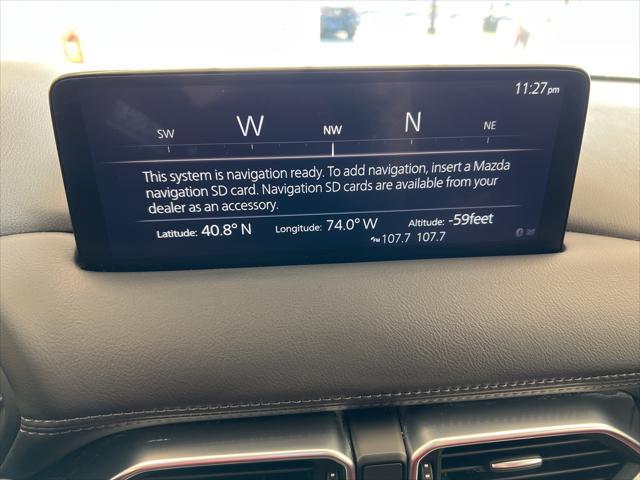 11:27pm
SW W NW N NE
This system is navigation ready. To add navigation, insert a Mazda
navigation SD card. Navigation SD cards are available from your
dealer as an accessory.
Latitude: 40.8° N Longitude: 74.0° W Altitude: -59feet
FM 107.7 107.7